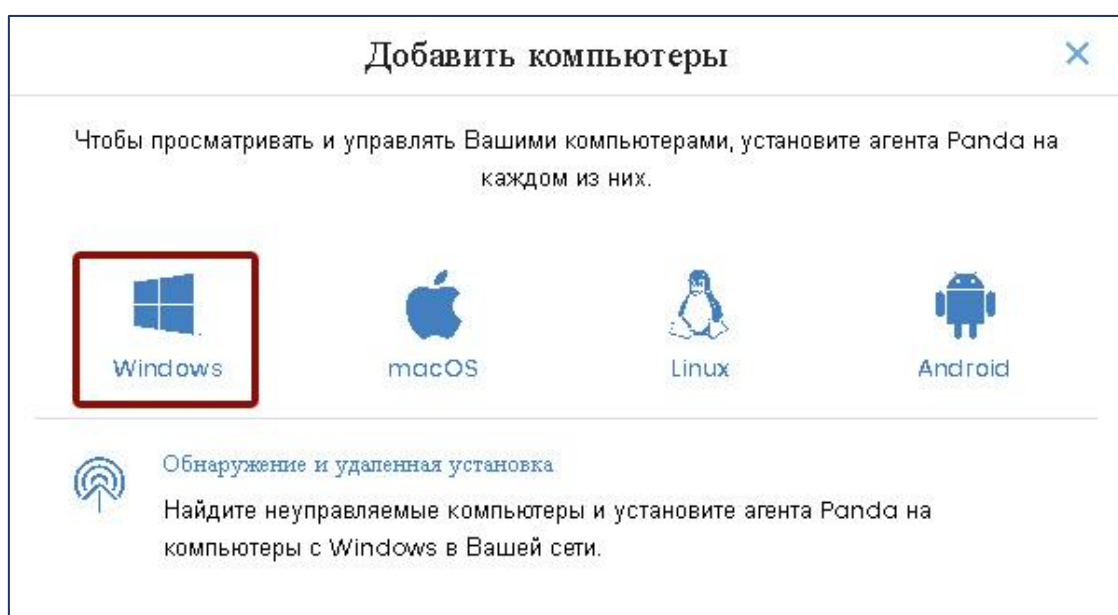 Добавить компьютеры
Чтобы просматривать и управлять Вашими компьютерами, установите агента Panda на
каждом из них.
Windows
macOS
Linux
Android
Обнаружение и удаленная установка
Найдите неуправляемые компьютеры и установите агента Panda на
компьютеры с Windows в Вашей сети.